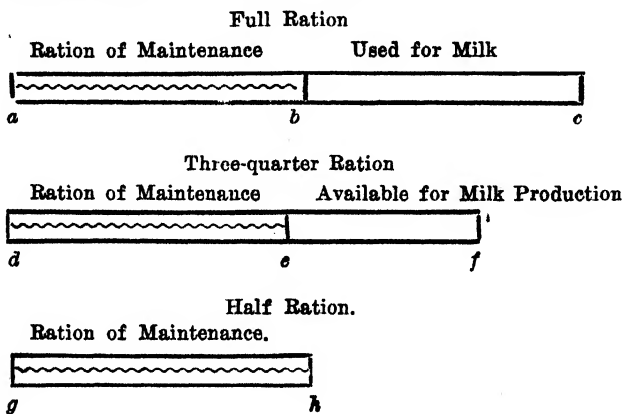 Full Ration
Ration of Maintenance Used for Milk
a b c
Three-quarter Ration
Ration of Maintenance Available for Milk Production
d e f
Half Ration.
Ration of Maintenance.
g h